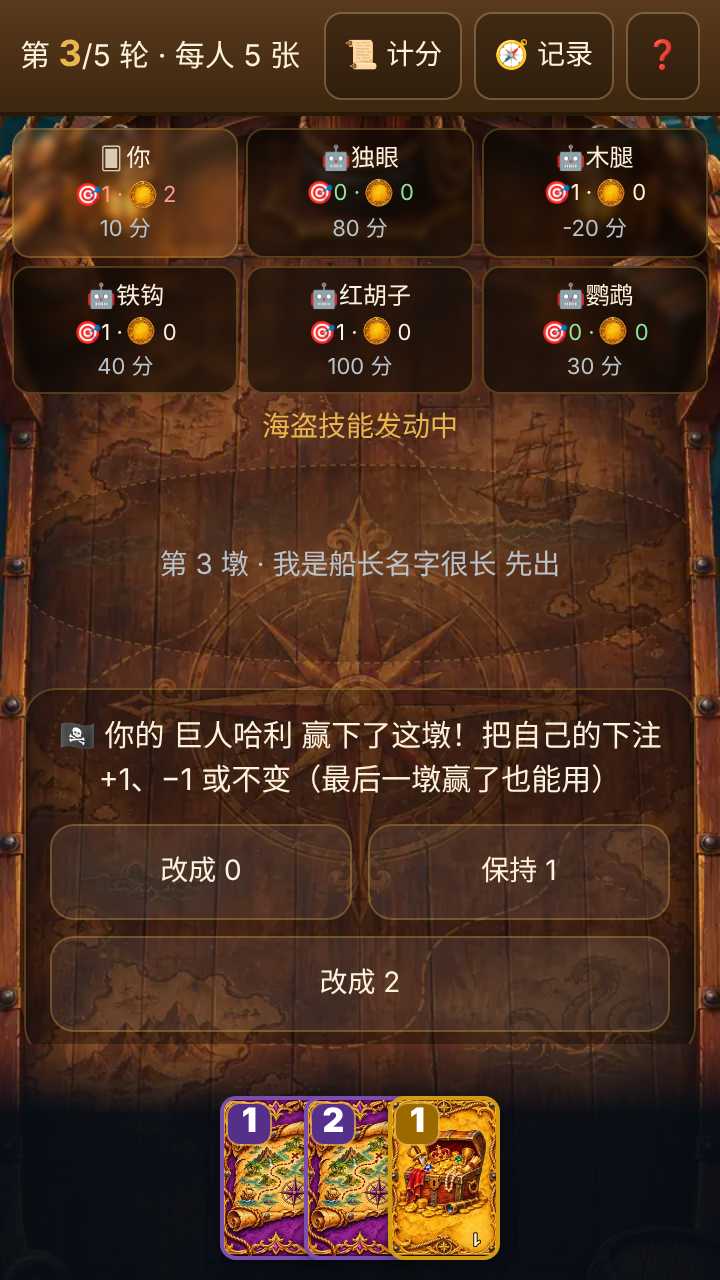 第 3/5 轮 · 每人 5 张
计分
记录
你
1 · 2
10 分
独眼
0 · 0
80 分
木腿
1 · 0
-20 分
铁钩
1 · 0
40 分
红胡子
1 · 0
100 分
鹦鹉
0 · 0
30 分
海盗技能发动中
第 3 墩 · 我是船长名字很长 先出
你的 巨人哈利 赢下了这墩！把自己的下注
+1、−1 或不变（最后一墩赢了也能用）
改成 0
保持 1
改成 2
1
2
1
1